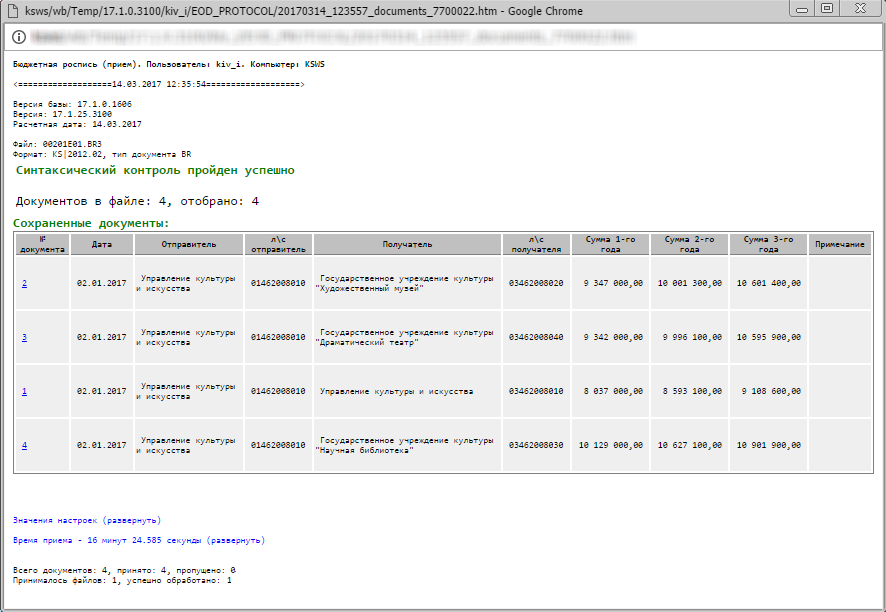 ksws/wb/Temp/17.1.0.3100/kiv_i/EOD_PROTOCOL/20170314_123557_documents_7700022.htm - Google Chrome
Бюджетная роспись (прием). Пользователь: kiv_i. Компьютер: KSWS
<===================14.03.2017 12:35:54===================>
Версия базы: 17.1.0.1606
Версия: 17.1.25.3100
Расчетная дата: 14.03.2017
Файл: 00201E01.BR3
Формат: KS|2012.02, тип документа BR
Синтаксический контроль пройден успешно
Документов в файле: 4, отобрано: 4
Сохраненные документы:
№ документа Дата Отправитель л\с отправитель Получатель л\с получателя Сумма 1-го года Сумма 2-го года Сумма 3-го года Примечание
2 02.01.2017 Управление культуры и искусства 01462008010 Государственное учреждение культуры "Художественный музей" 03462008020 9 347 000,00 10 001 300,00 10 601 400,00
3 02.01.2017 Управление культуры и искусства 01462008010 Государственное учреждение культуры "Драматический театр" 03462008040 9 342 000,00 9 996 100,00 10 595 900,00
1 02.01.2017 Управление культуры и искусства 01462008010 Управление культуры и искусства 03462008010 8 037 000,00 8 593 100,00 9 108 600,00
4 02.01.2017 Управление культуры и искусства 01462008010 Государственное учреждение культуры "Научная библиотека" 03462008030 10 129 000,00 10 627 100,00 10 901 900,00
Значения настроек (развернуть)
Время приема - 16 минут 24.585 секунды (развернуть)
Всего документов: 4, принято: 4, пропущено: 0
Принималось файлов: 1, успешно обработано: 1